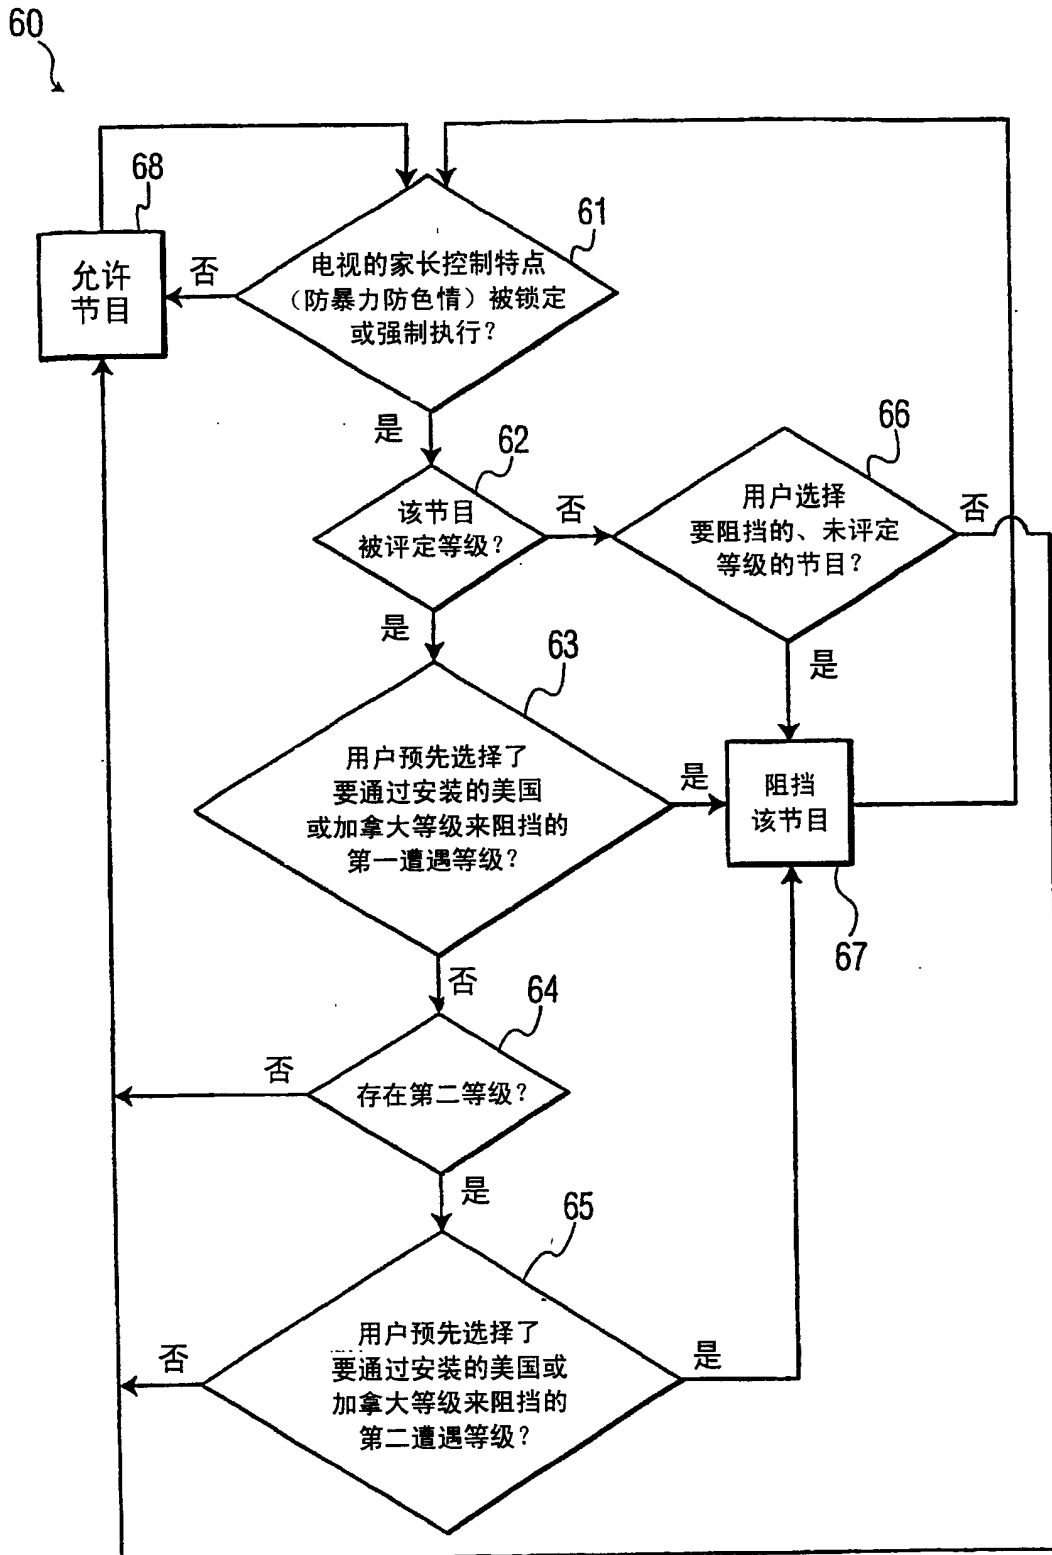 60
68
允许
节目
否
61
电视的家长控制特点
（防暴力防色情）被锁定
或强制执行？
是
62
该节目
被评定等级？
否
66
用户选择
要阻挡的、未评定
等级的节目？
否
是
是
63
用户预先选择了
要通过安装的美国
或加拿大等级来阻挡的
第一遭遇等级？
是
阻挡
该节目
67
否
64
存在第二等级？
否
是
65
用户预先选择了
要通过安装的美国或
加拿大等级来阻挡的
第二遭遇等级？
否
是